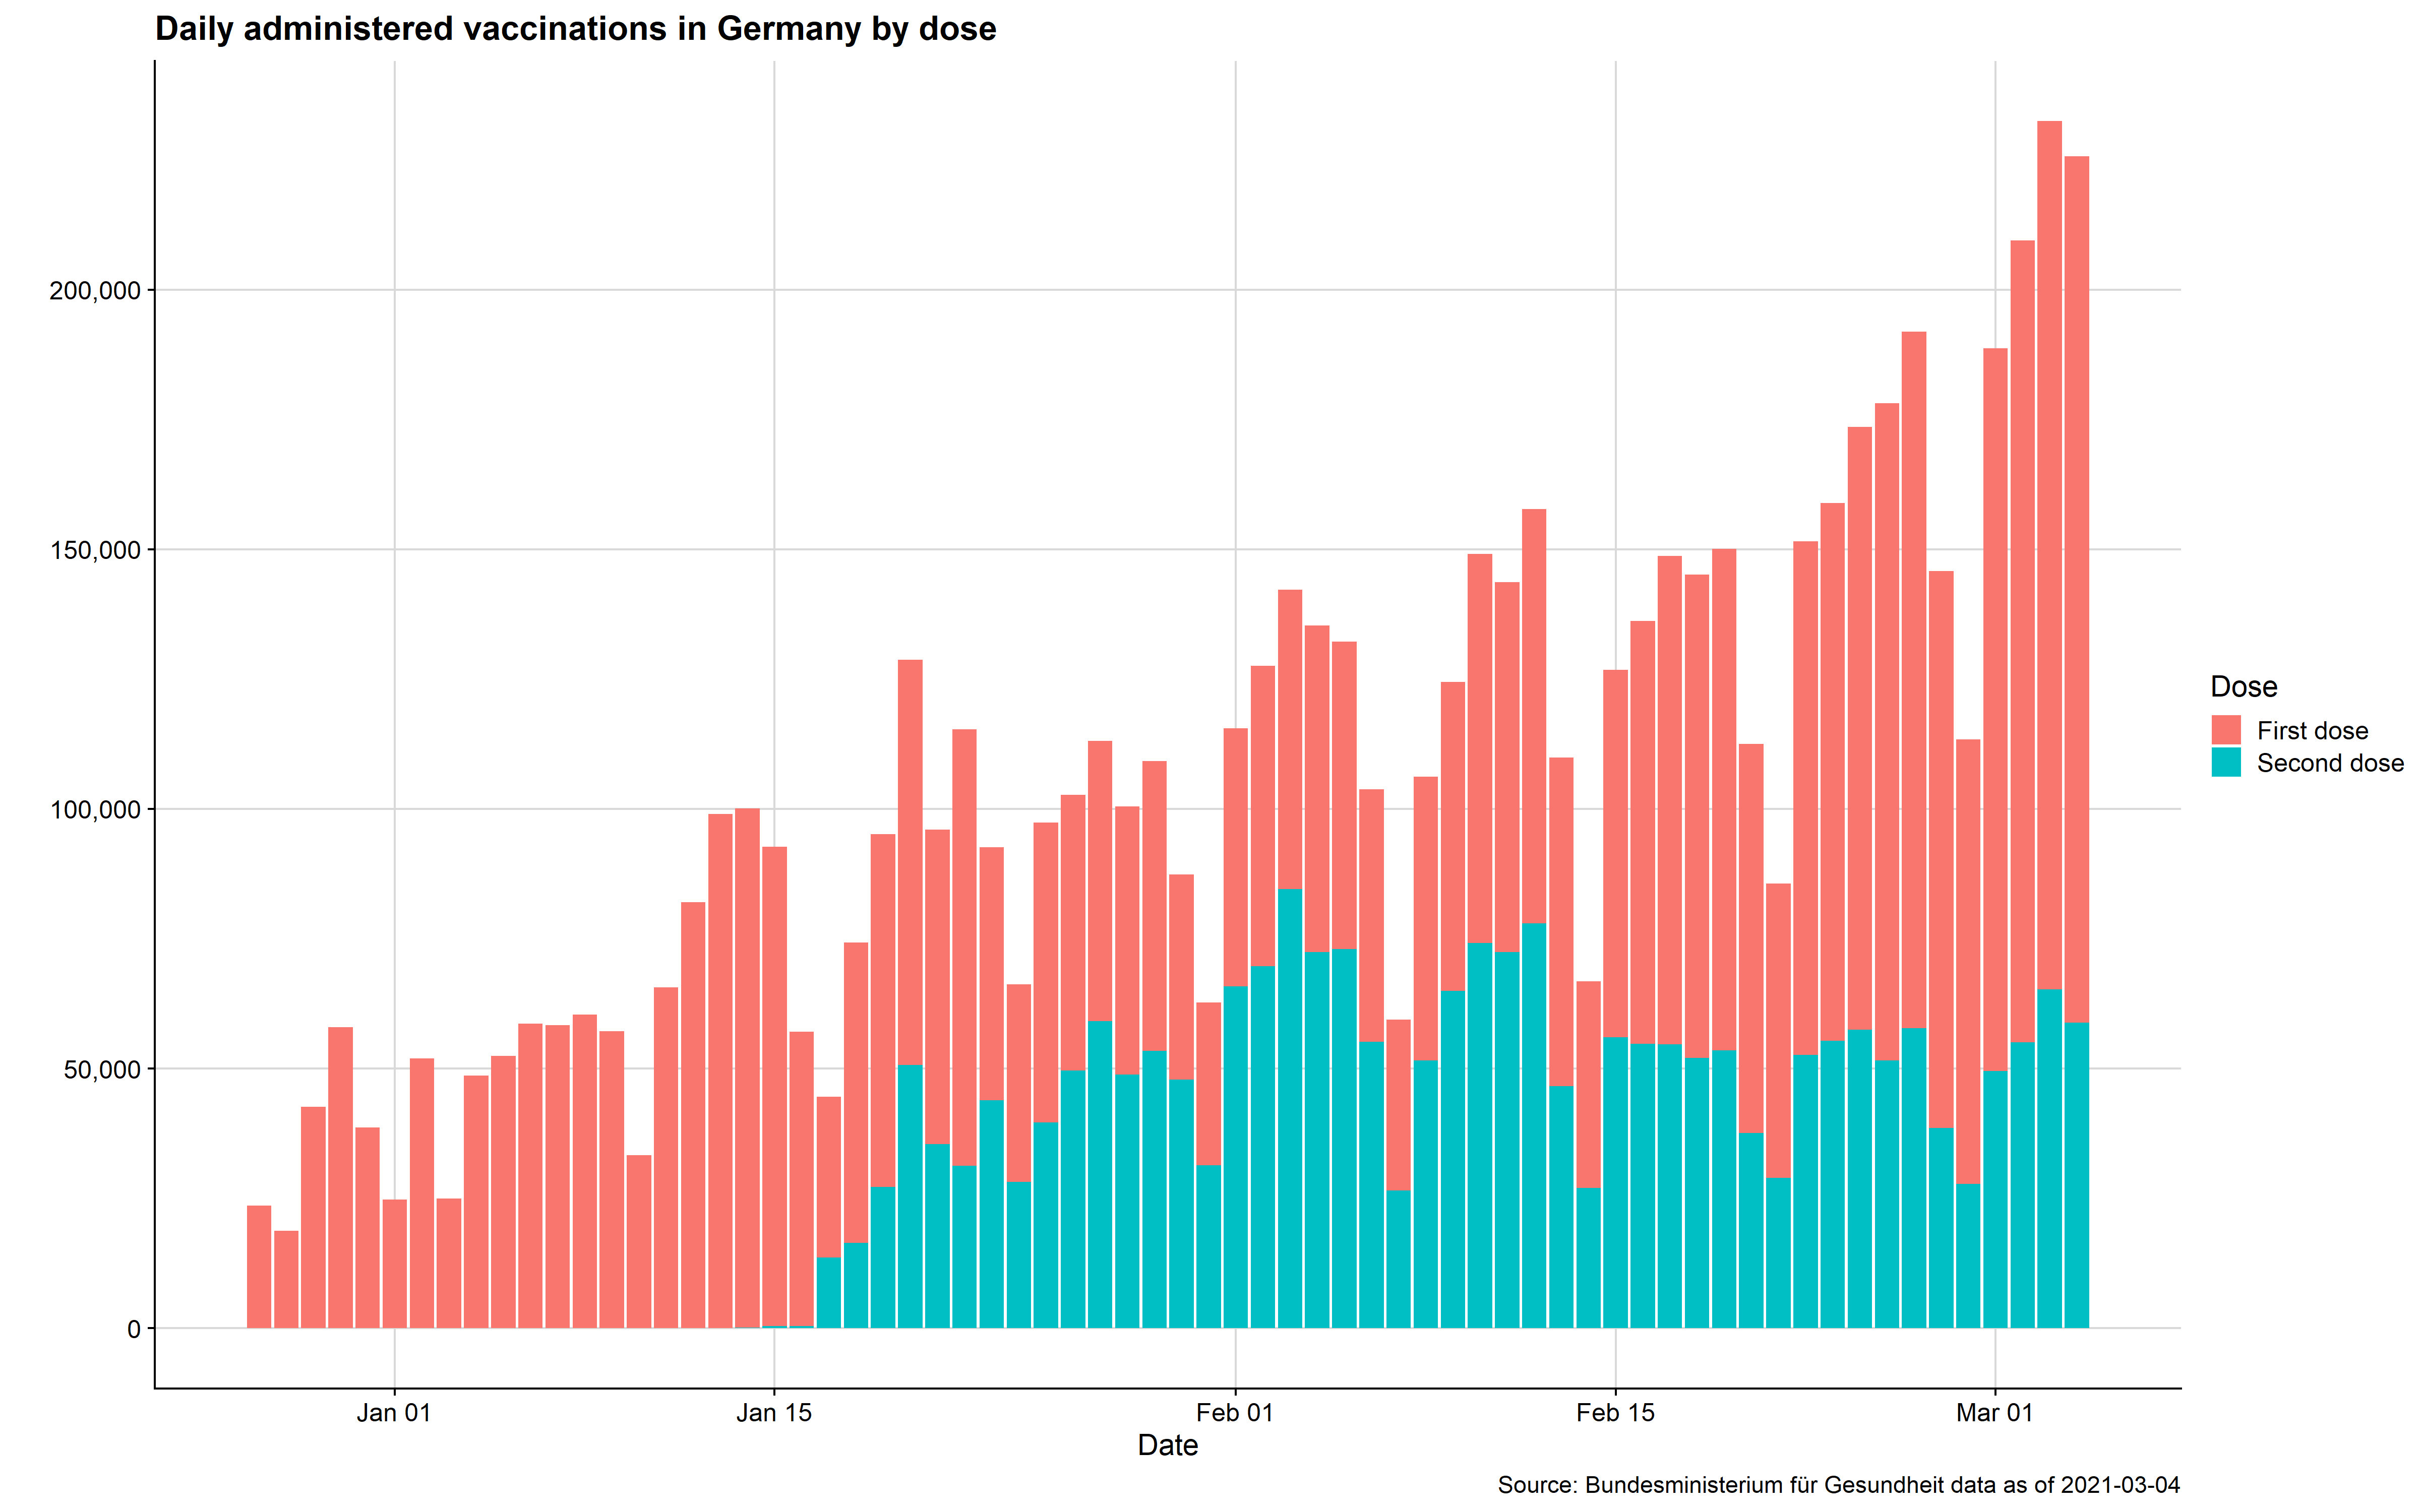 Daily administered vaccinations in Germany by dose
200,000
150,000
100,000
50,000
0
Jan 01
Jan 15
Feb 01
Feb 15
Mar 01
Date
Dose
First dose
Second dose
Source: Bundesministerium für Gesundheit data as of 2021-03-04